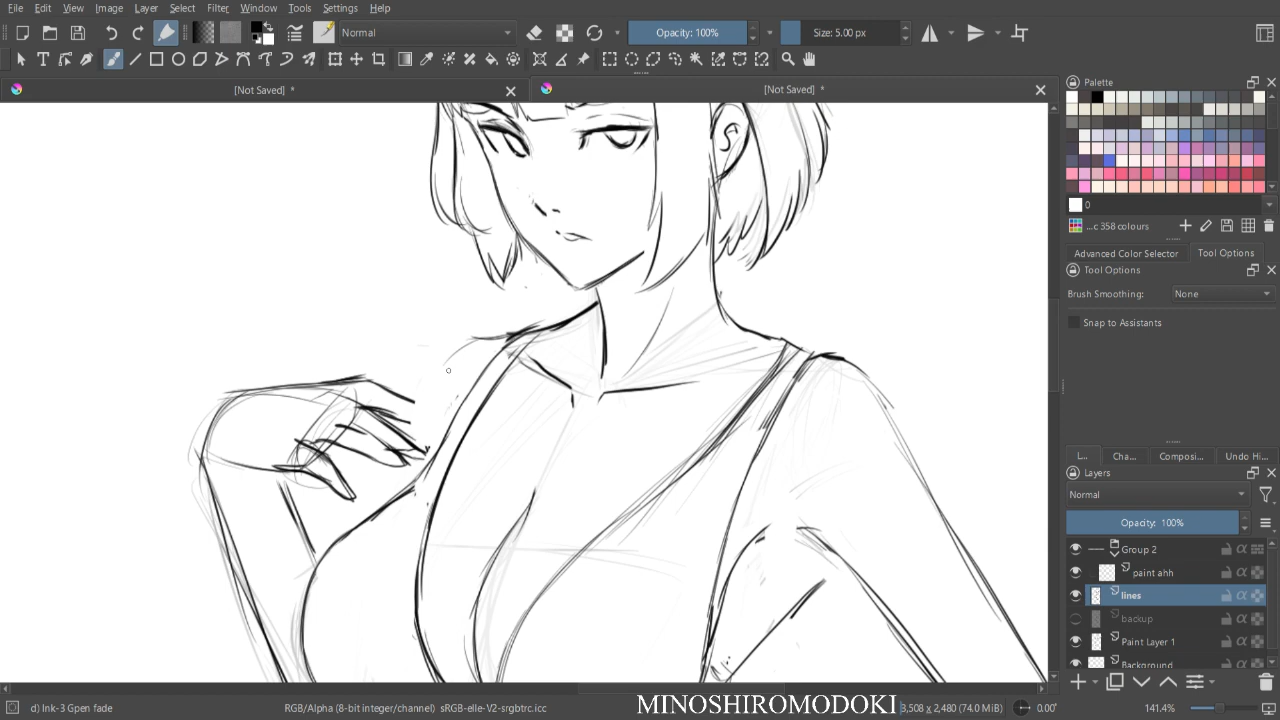 File Edit View Image Layer Select Filter Window Tools Settings Help
Normal Opacity: 100% Size: 5.00 px
[Not Saved] * [Not Saved] *
Palette
0
...c 358 colours
Advanced Color Selector Tool Options
Tool Options
Brush Smoothing: None
Snap to Assistants
L... Cha... Composi... Undo Hi...
Layers
Normal
Opacity: 100%
Group 2
paint ahh
lines
backup
Paint Layer 1
Background
d) Ink-3 Gpen fade RGB/Alpha (8-bit integer/channel) sRGB-elle-V2-srgbtrc.icc MINOSHIROMODOKI 3,508 x 2,480 (74.0 MiB) 0.00° 141.4%